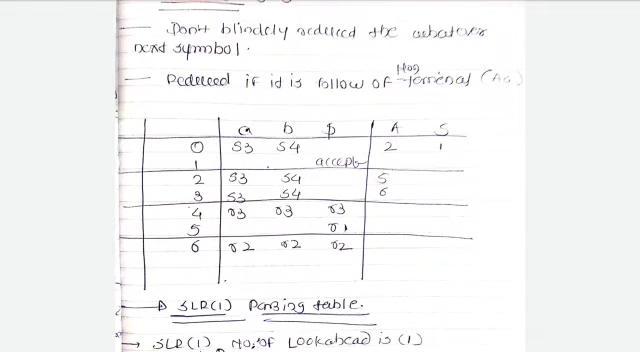 Don't blindely reduced the whatever
next symbol.
— Reduced if it is follow of Non terminal (AS)
a b $ A S
0 S3 S4 2 1
1 accept
2 S3 S4 5
3 S3 S4 6
4 r3 r3 r3
5 r1
6 r2 r2 r2
→ SLR(1) Parsing table.
→ SLR(1) No. of Lookahead is (1)